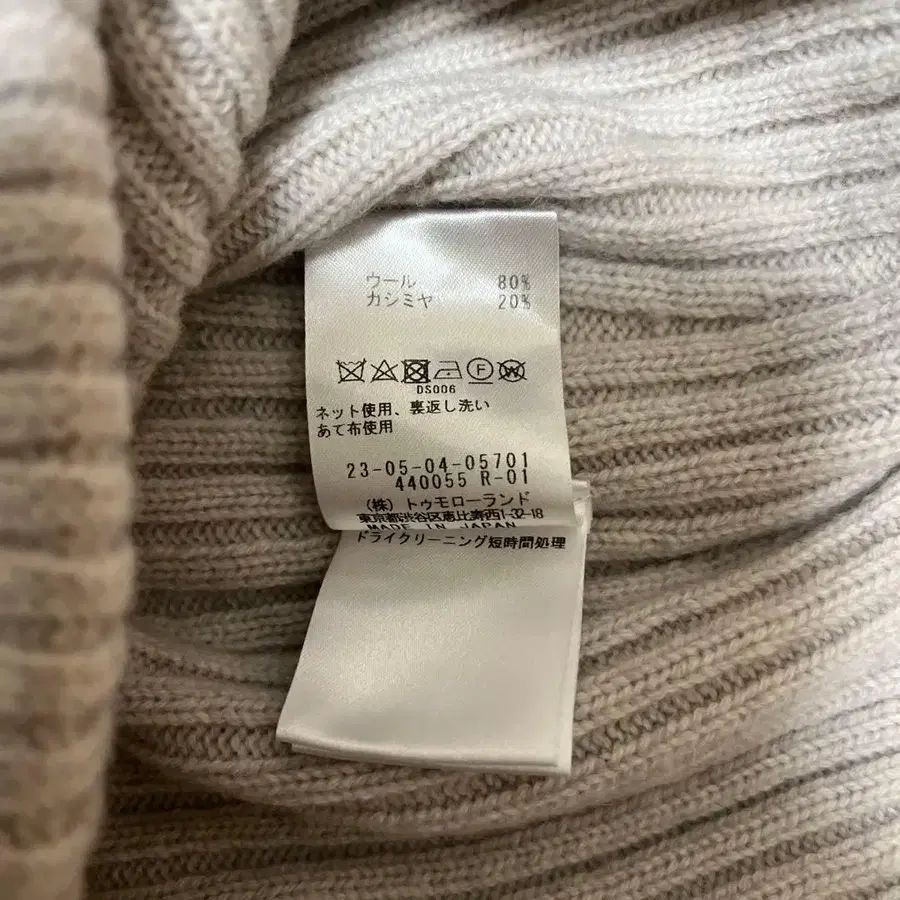 ウール 80%
カシミヤ 20%
F W
DS006
ネット使用、裏返し洗い
あて布使用
23-05-04-05701
440055 R-01
(株) トゥモローランド
東京都渋谷区恵比寿西1-32-18
MADE IN JAPAN
ドライクリーニング短時間処理